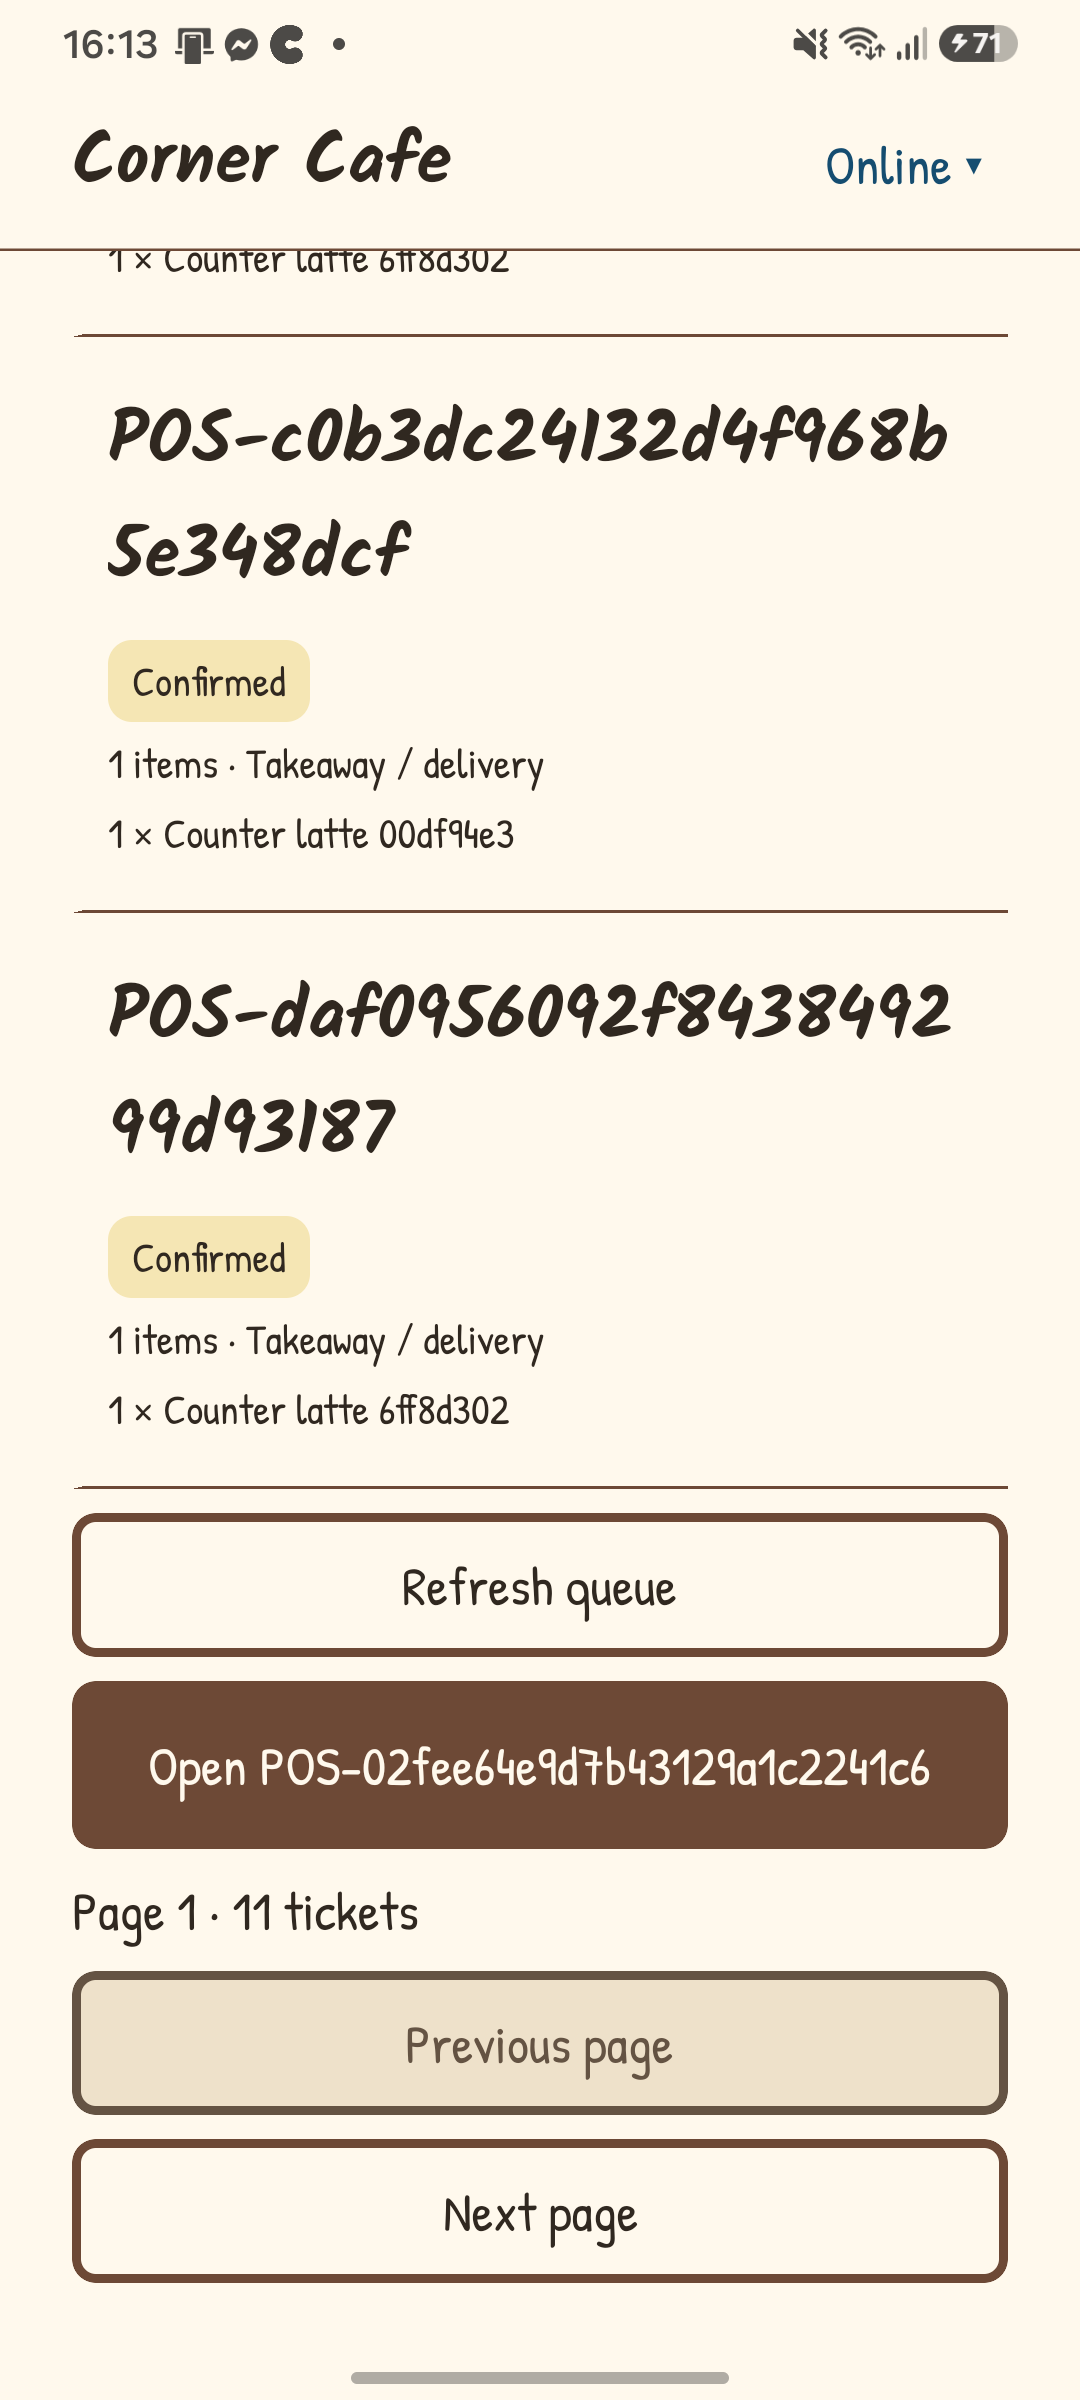 16:13
71
Corner Cafe
Online ▼
1 × Counter latte 6ff8d302
POS-c0b3dc24132d4f968b
5e348dcf
Confirmed
1 items · Takeaway / delivery
1 × Counter latte 00df94e3
POS-daf0956092f8438492
99d93187
Confirmed
1 items · Takeaway / delivery
1 × Counter latte 6ff8d302
Refresh queue
Open POS-02fee64e9d7b43129a1c2241c6
Page 1 · 11 tickets
Previous page
Next page